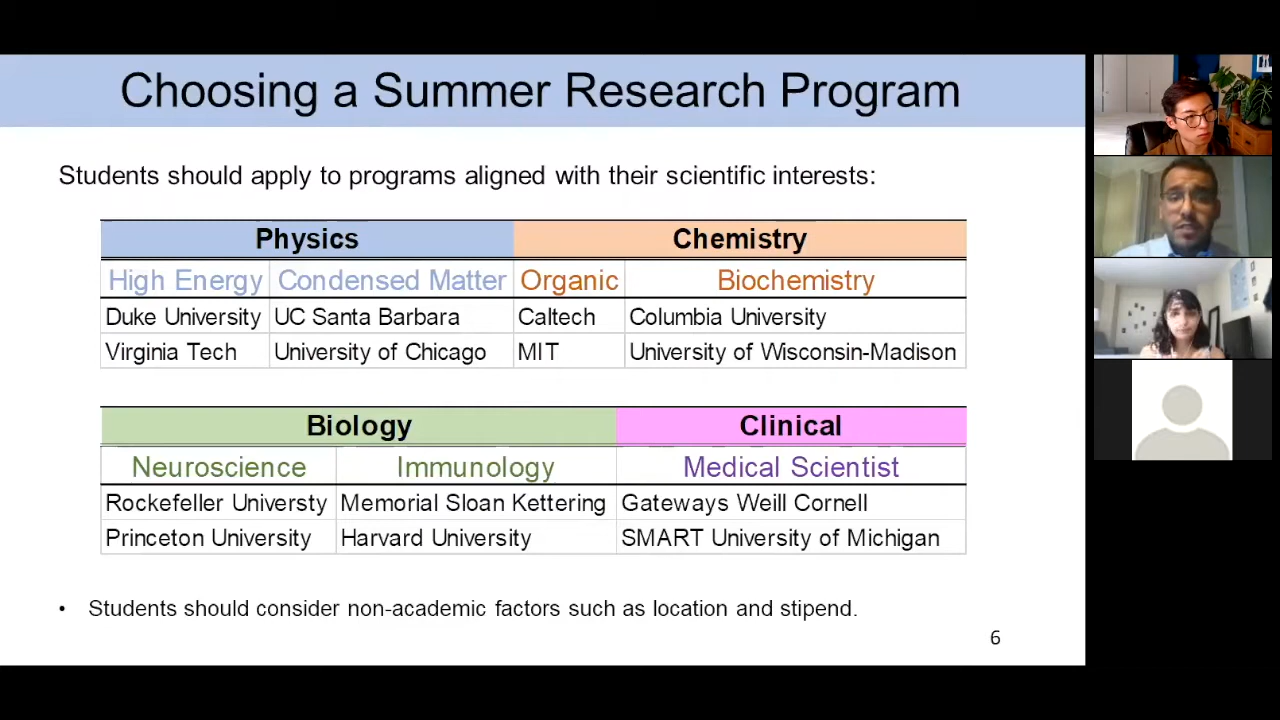 Choosing a Summer Research Program
Students should apply to programs aligned with their scientific interests:
Physics Chemistry
High Energy Condensed Matter Organic Biochemistry
Duke University UC Santa Barbara Caltech Columbia University
Virginia Tech University of Chicago MIT University of Wisconsin-Madison
Biology Clinical
Neuroscience Immunology Medical Scientist
Rockefeller Universty Memorial Sloan Kettering Gateways Weill Cornell
Princeton University Harvard University SMART University of Michigan
• Students should consider non-academic factors such as location and stipend.
6